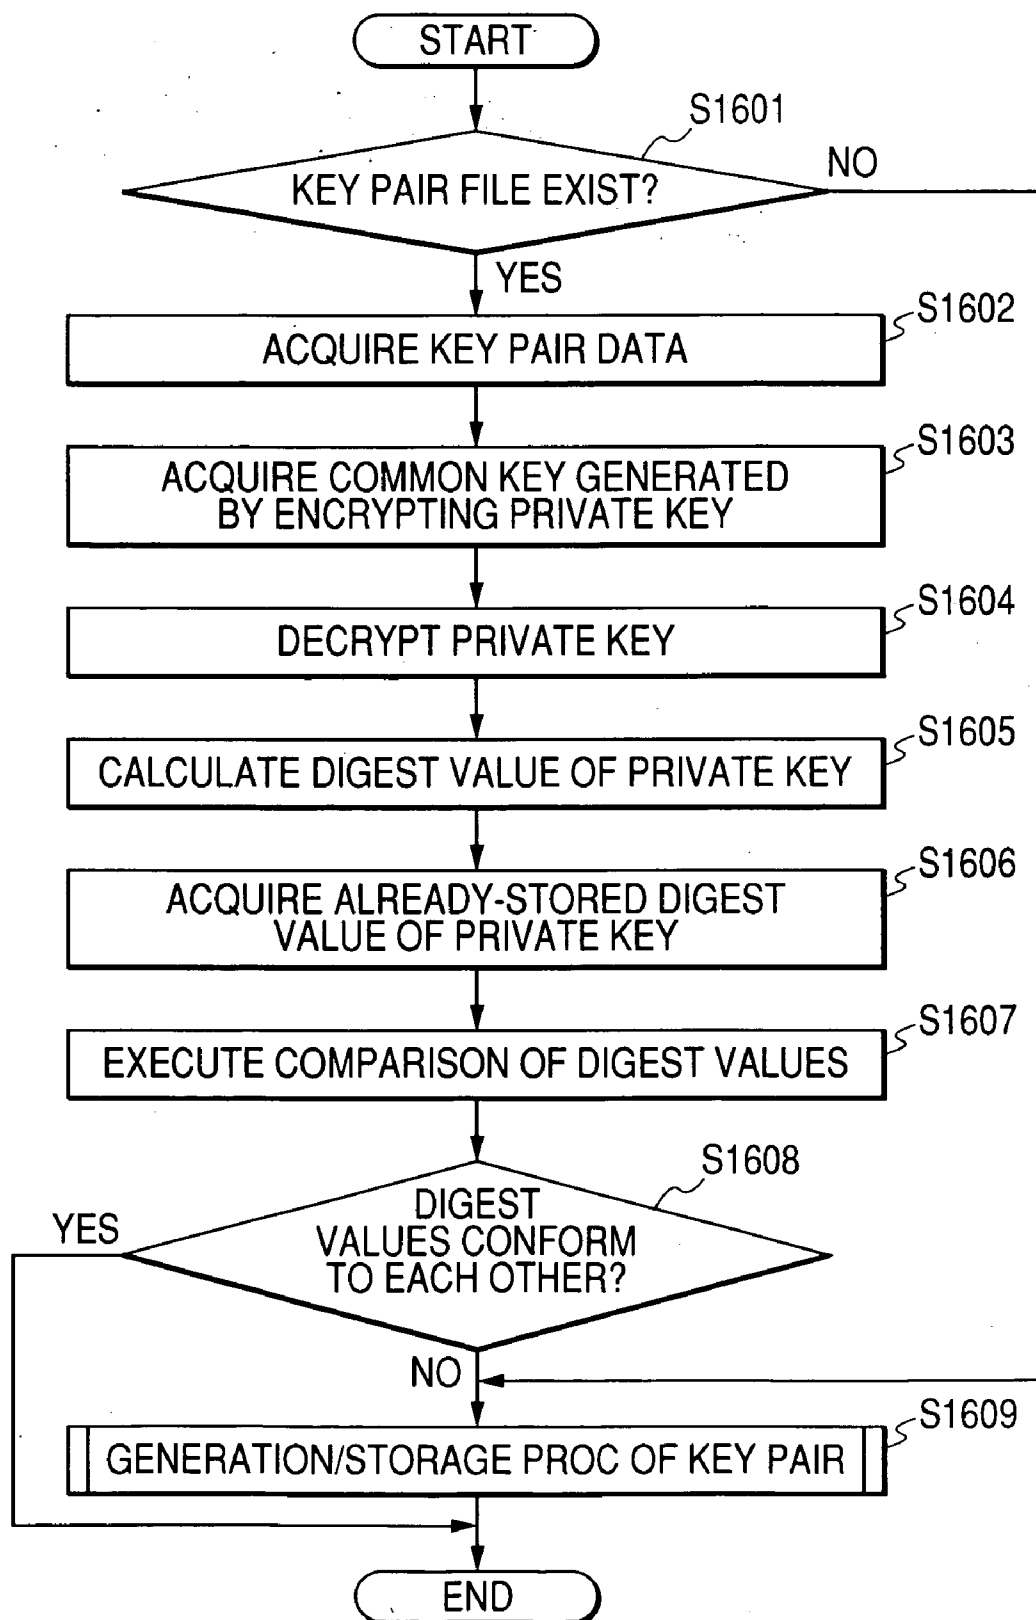 START
S1601
KEY PAIR FILE EXIST?
NO
YES
S1602
ACQUIRE KEY PAIR DATA
S1603
ACQUIRE COMMON KEY GENERATED
BY ENCRYPTING PRIVATE KEY
S1604
DECRYPT PRIVATE KEY
S1605
CALCULATE DIGEST VALUE OF PRIVATE KEY
S1606
ACQUIRE ALREADY-STORED DIGEST
VALUE OF PRIVATE KEY
S1607
EXECUTE COMPARISON OF DIGEST VALUES
S1608
YES
DIGEST
VALUES CONFORM
TO EACH OTHER?
NO
S1609
GENERATION/STORAGE PROC OF KEY PAIR
END